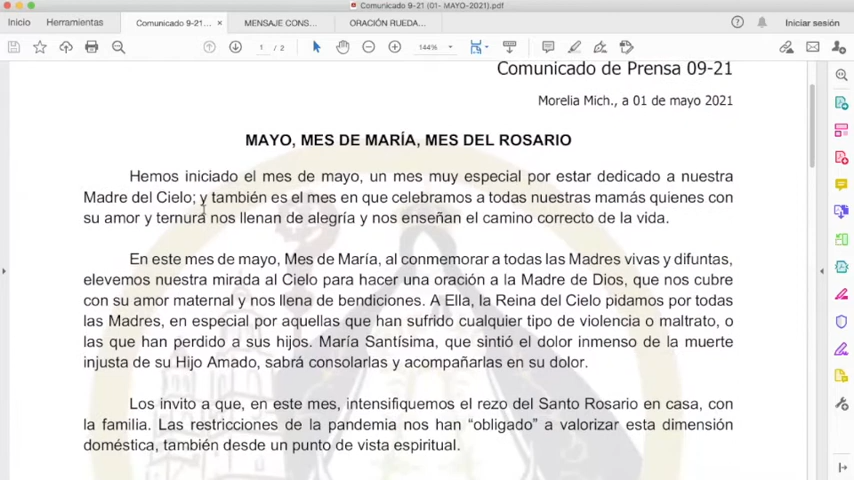 Comunicado 9-21 (01- MAYO-2021).pdf
Inicio Herramientas Comunicado 9-21... × MENSAJE CONS... ORACIÓN RUEDA... Iniciar sesión
1 / 2 144%
Comunicado de Prensa 09-21
Morelia Mich., a 01 de mayo 2021
MAYO, MES DE MARÍA, MES DEL ROSARIO
Hemos iniciado el mes de mayo, un mes muy especial por estar dedicado a nuestra
Madre del Cielo; y también es el mes en que celebramos a todas nuestras mamás quienes con
su amor y ternura nos llenan de alegría y nos enseñan el camino correcto de la vida.
En este mes de mayo, Mes de María, al conmemorar a todas las Madres vivas y difuntas,
elevemos nuestra mirada al Cielo para hacer una oración a la Madre de Dios, que nos cubre
con su amor maternal y nos llena de bendiciones. A Ella, la Reina del Cielo pidamos por todas
las Madres, en especial por aquellas que han sufrido cualquier tipo de violencia o maltrato, o
las que han perdido a sus hijos. María Santísima, que sintió el dolor inmenso de la muerte
injusta de su Hijo Amado, sabrá consolarlas y acompañarlas en su dolor.
Los invito a que, en este mes, intensifiquemos el rezo del Santo Rosario en casa, con
la familia. Las restricciones de la pandemia nos han “obligado” a valorizar esta dimensión
doméstica, también desde un punto de vista espiritual.